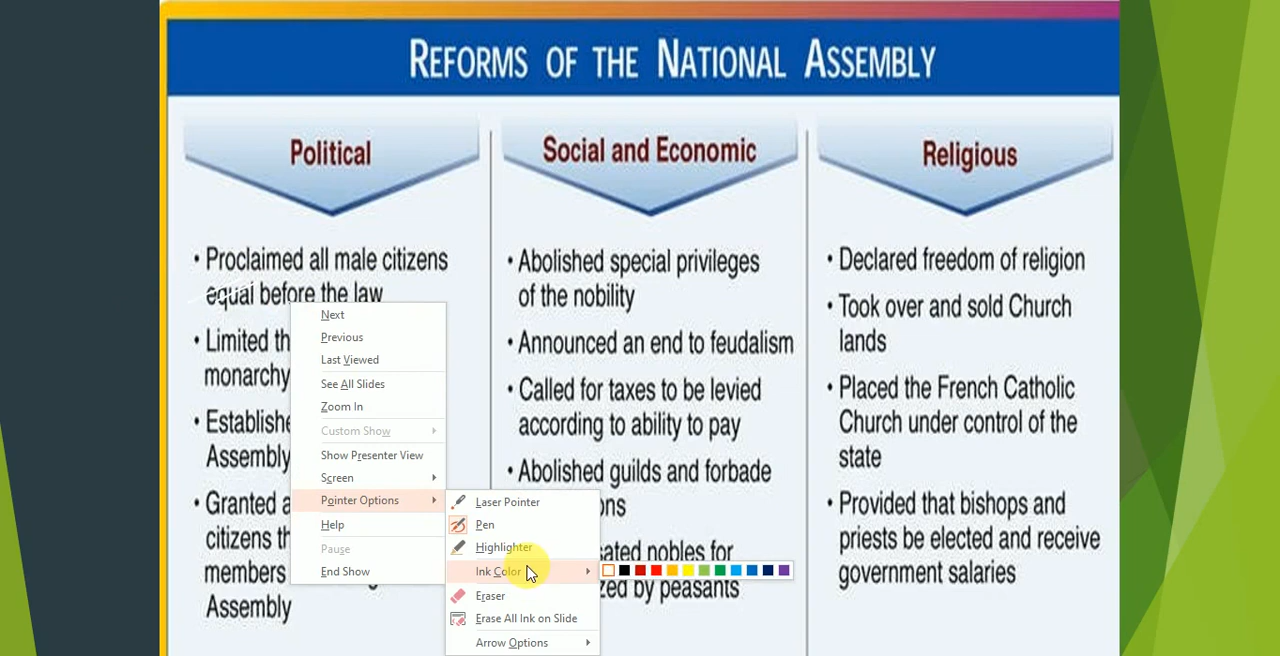 REFORMS OF THE NATIONAL ASSEMBLY
Political
• Proclaimed all male citizens
equal before the law
• Limited th
monarchy
• Establishe
Assembly
• Granted a
citizens th
members
Assembly
Social and Economic
• Abolished special privileges
of the nobility
• Announced an end to feudalism
• Called for taxes to be levied
according to ability to pay
• Abolished guilds and forbade
ons
sated nobles for
zed by peasants
Religious
• Declared freedom of religion
• Took over and sold Church
lands
• Placed the French Catholic
Church under control of the
state
• Provided that bishops and
priests be elected and receive
government salaries
Next
Previous
Last Viewed
See All Slides
Zoom In
Custom Show
Show Presenter View
Screen
Pointer Options
Help
Pause
End Show
Laser Pointer
Pen
Highlighter
Ink Color
Eraser
Erase All Ink on Slide
Arrow Options